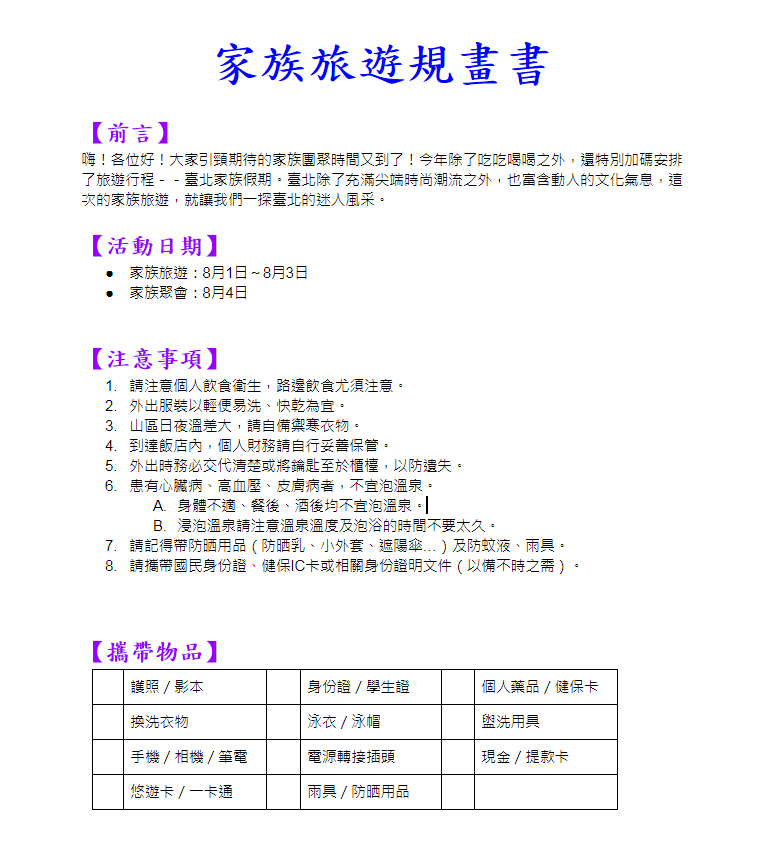 家族旅遊規畫書
【前言】
嗨！各位好！大家引頸期待的家族團聚時間又到了！今年除了吃吃喝喝之外，還特別加碼安排
了旅遊行程－－臺北家族假期。臺北除了充滿尖端時尚潮流之外，也富含動人的文化氣息，這
次的家族旅遊，就讓我們一探臺北的迷人風采。
【活動日期】
● 家族旅遊：8月1日～8月3日
● 家族聚會：8月4日
【注意事項】
1. 請注意個人飲食衛生，路邊飲食尤須注意。
2. 外出服裝以輕便易洗、快乾為宜。
3. 山區日夜溫差大，請自備禦寒衣物。
4. 到達飯店內，個人財務請自行妥善保管。
5. 外出時務必交代清楚或將鑰匙至於櫃檯，以防遺失。
6. 患有心臟病、高血壓、皮膚病者，不宜泡溫泉。
A. 身體不適、餐後、酒後均不宜泡溫泉。
B. 浸泡溫泉請注意溫泉溫度及泡浴的時間不要太久。
7. 請記得帶防晒用品（防晒乳、小外套、遮陽傘...）及防蚊液、雨具。
8. 請攜帶國民身份證、健保IC卡或相關身份證明文件（以備不時之需）。
【攜帶物品】
護照 / 影本 身份證 / 學生證 個人藥品 / 健保卡
換洗衣物 泳衣 / 泳帽 盥洗用具
手機 / 相機 / 筆電 電源轉接插頭 現金 / 提款卡
悠遊卡 / 一卡通 雨具 / 防晒用品